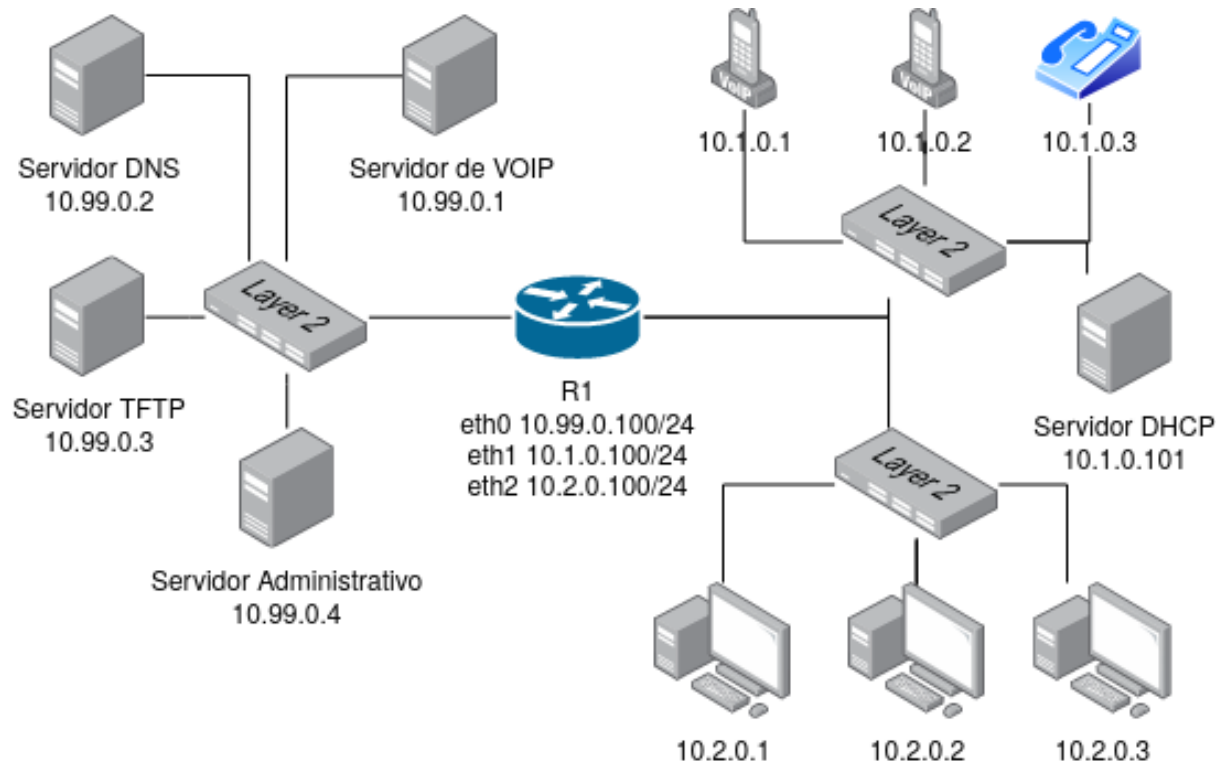 VoIP
VoIP
10.1.0.1
10.1.0.2
10.1.0.3
Servidor DNS
10.99.0.2
Servidor de VOIP
10.99.0.1
Layer 2
Layer 2
Servidor TFTP
10.99.0.3
R1
eth0 10.99.0.100/24
eth1 10.1.0.100/24
eth2 10.2.0.100/24
Servidor DHCP
10.1.0.101
Layer 2
Servidor Administrativo
10.99.0.4
10.2.0.1
10.2.0.2
10.2.0.3